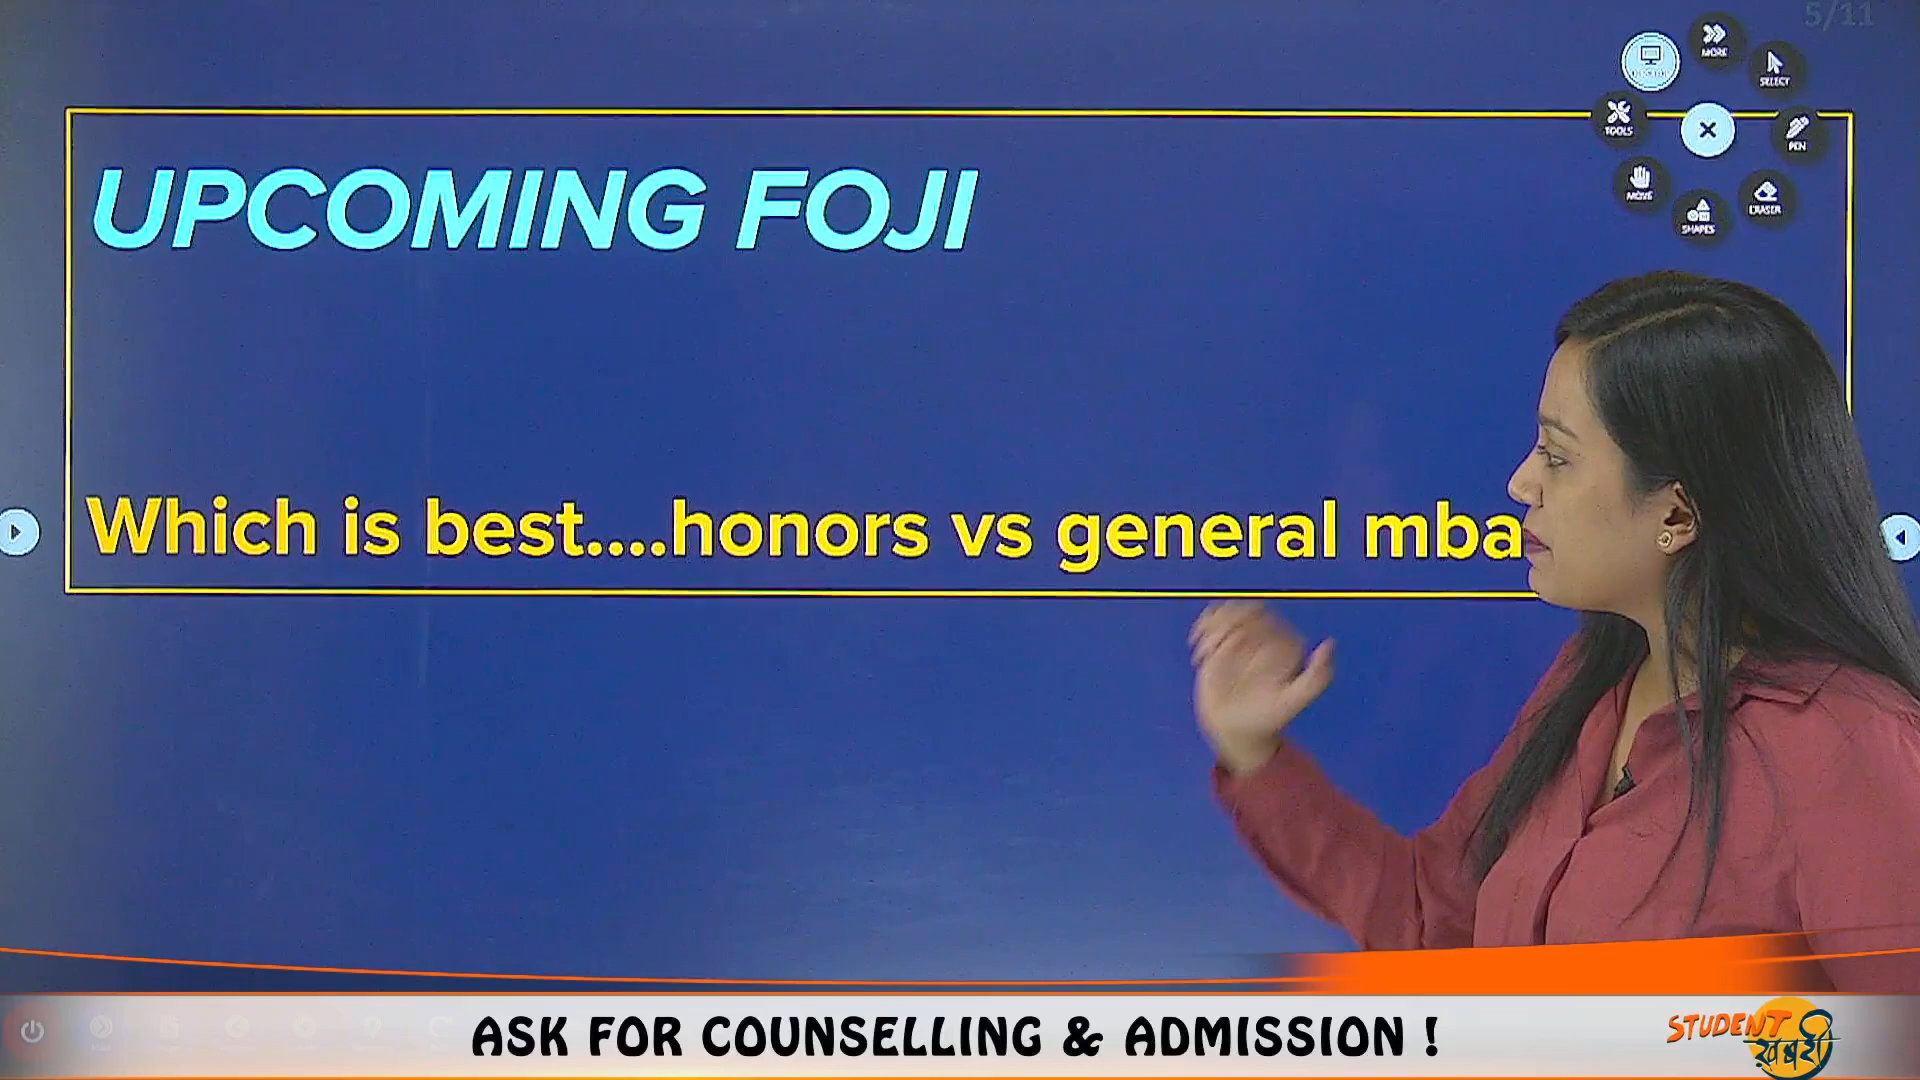 5/11
MORE
SELECT
TOOLS
PEN
MOVE
ERASER
SHAPES
UPCOMING FOJI
Which is best....honors vs general mba
ASK FOR COUNSELLING & ADMISSION !
STUDENT
ख़बरी